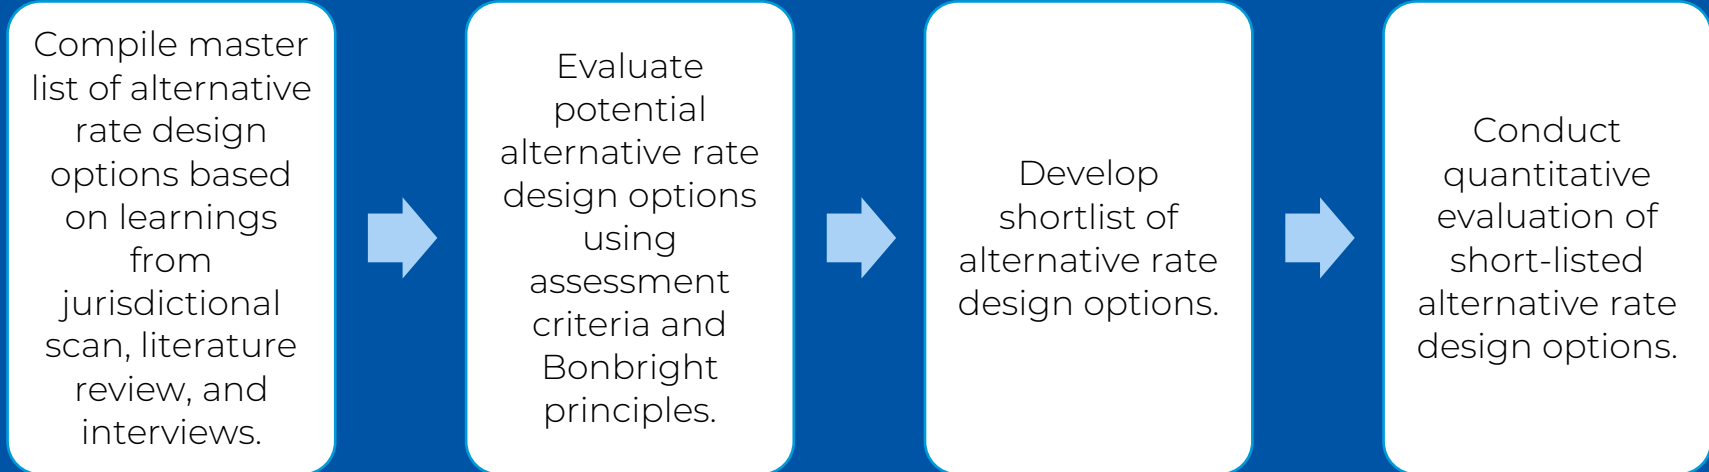 Compile master
list of alternative
rate design
options based
on learnings
from
jurisdictional
scan, literature
review, and
interviews.
Evaluate
potential
alternative rate
design options
using
assessment
criteria and
Bonbright
principles.
Develop
shortlist of
alternative rate
design options.
Conduct
quantitative
evaluation of
short-listed
alternative rate
design options.